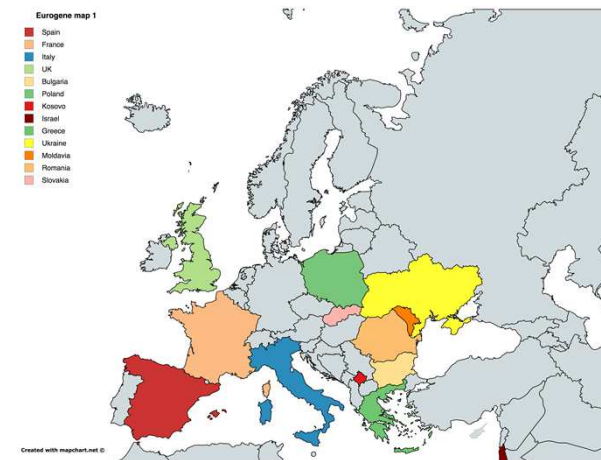 Eurogene map 1
Spain
France
Italy
UK
Bulgaria
Poland
Kosovo
Israel
Greece
Ukraine
Moldavia
Romania
Slovakia
Created with mapchart.net ©